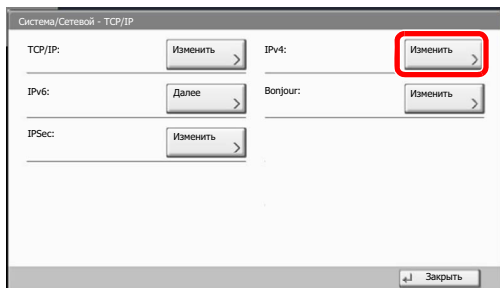 Система/Сетевой - TCP/IP
TCP/IP: Изменить IPv4: Изменить
IPv6: Далее Bonjour: Изменить
IPSec: Изменить
Закрыть